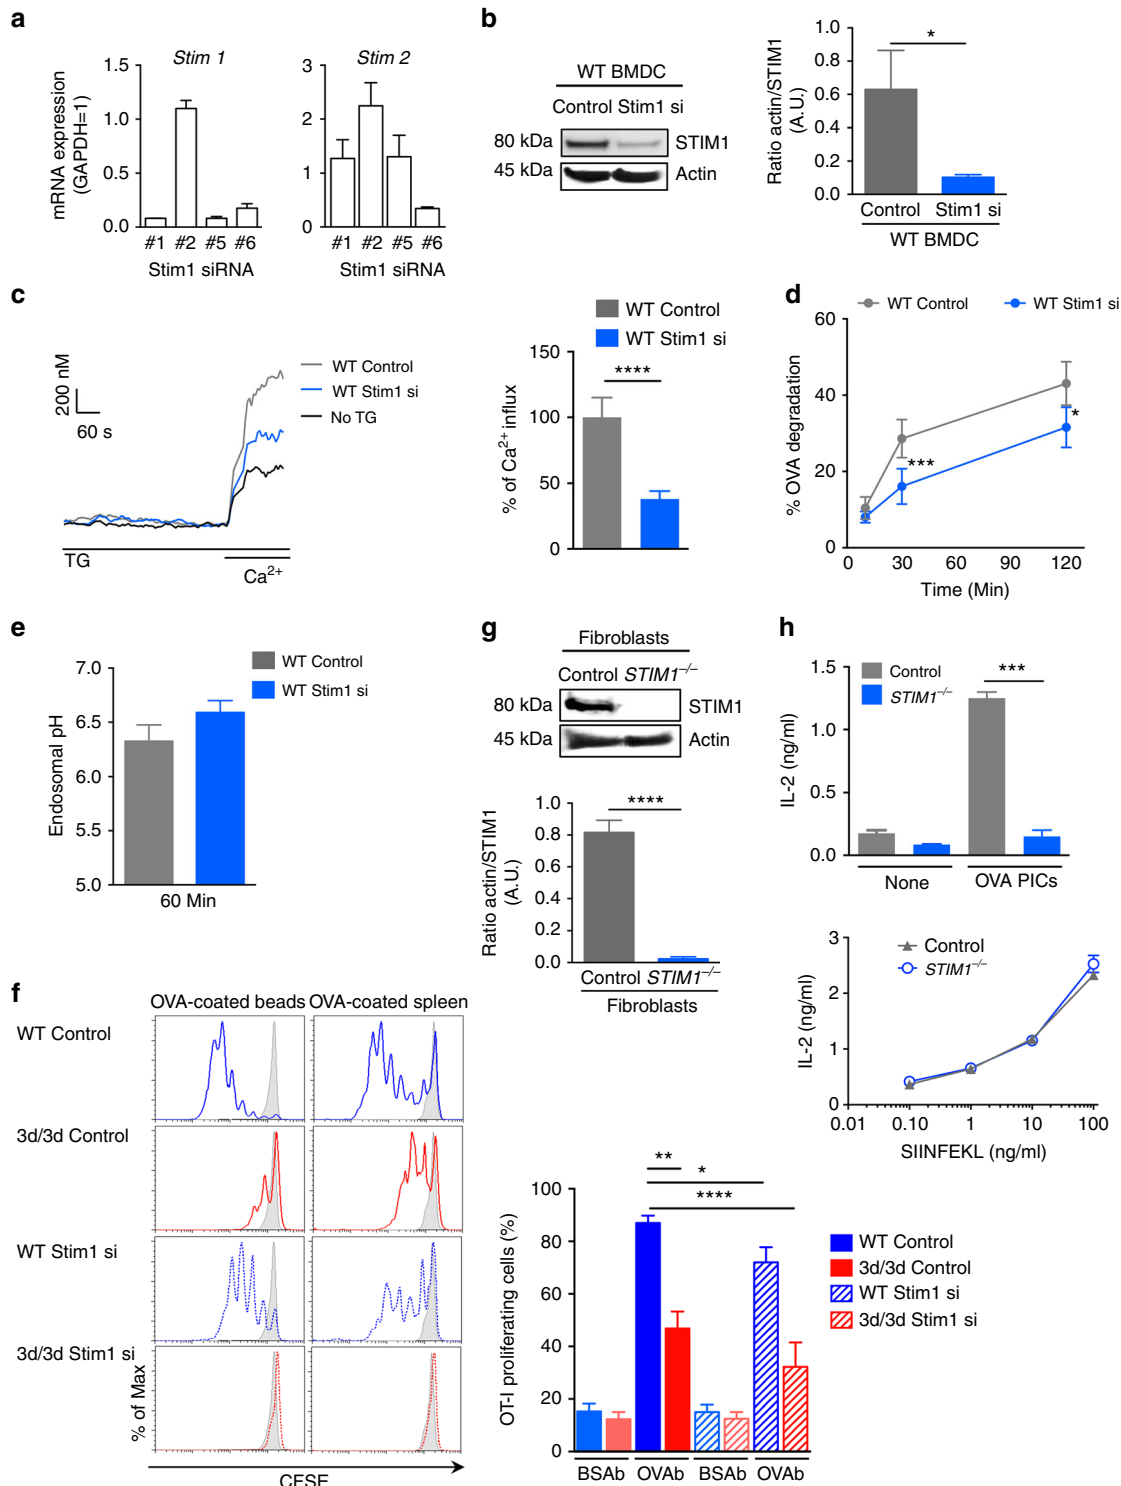 a
Stim 1
Stim 2
mRNA expression
(GAPDH=1)
1.5
1.0
0.5
0.0
3
2
1
0
#1 #2 #5 #6
#1 #2 #5 #6
Stim1 siRNA
Stim1 siRNA
b
WT BMDC
Control Stim1 si
80 kDa
STIM1
45 kDa
Actin
Ratio actin/STIM1
(A.U.)
1.0
0.8
0.6
0.4
0.2
0.0
*
Control Stim1 si
WT BMDC
c
200 nM
60 s
WT Control
WT Stim1 si
No TG
TG
Ca2+
WT Control
WT Stim1 si
% of Ca2+ influx
150
100
50
0
****
d
WT Control
WT Stim1 si
% OVA degradation
60
40
20
0
***
*
0 30 60 90 120
Time (Min)
e
WT Control
WT Stim1 si
Endosomal pH
7.0
6.5
6.0
5.5
5.0
60 Min
g
Fibroblasts
Control STIM1–/–
80 kDa
STIM1
45 kDa
Actin
Ratio actin/STIM1
(A.U.)
1.0
0.8
0.6
0.4
0.2
0.0
****
Control STIM1–/–
Fibroblasts
h
Control
STIM1–/–
IL-2 (ng/ml)
1.5
1.0
0.5
0.0
***
None
OVA PICs
Control
STIM1–/–
IL-2 (ng/ml)
3
2
1
0
0.01 0.10 1 10 100
SIINFEKL (ng/ml)
f
OVA-coated beads OVA-coated spleen
WT Control
3d/3d Control
WT Stim1 si
3d/3d Stim1 si
% of Max
CFSE
OT-I proliferating cells (%)
100
80
60
40
20
0
**
*
****
BSAb OVAb BSAb OVAb
WT Control
3d/3d Control
WT Stim1 si
3d/3d Stim1 si